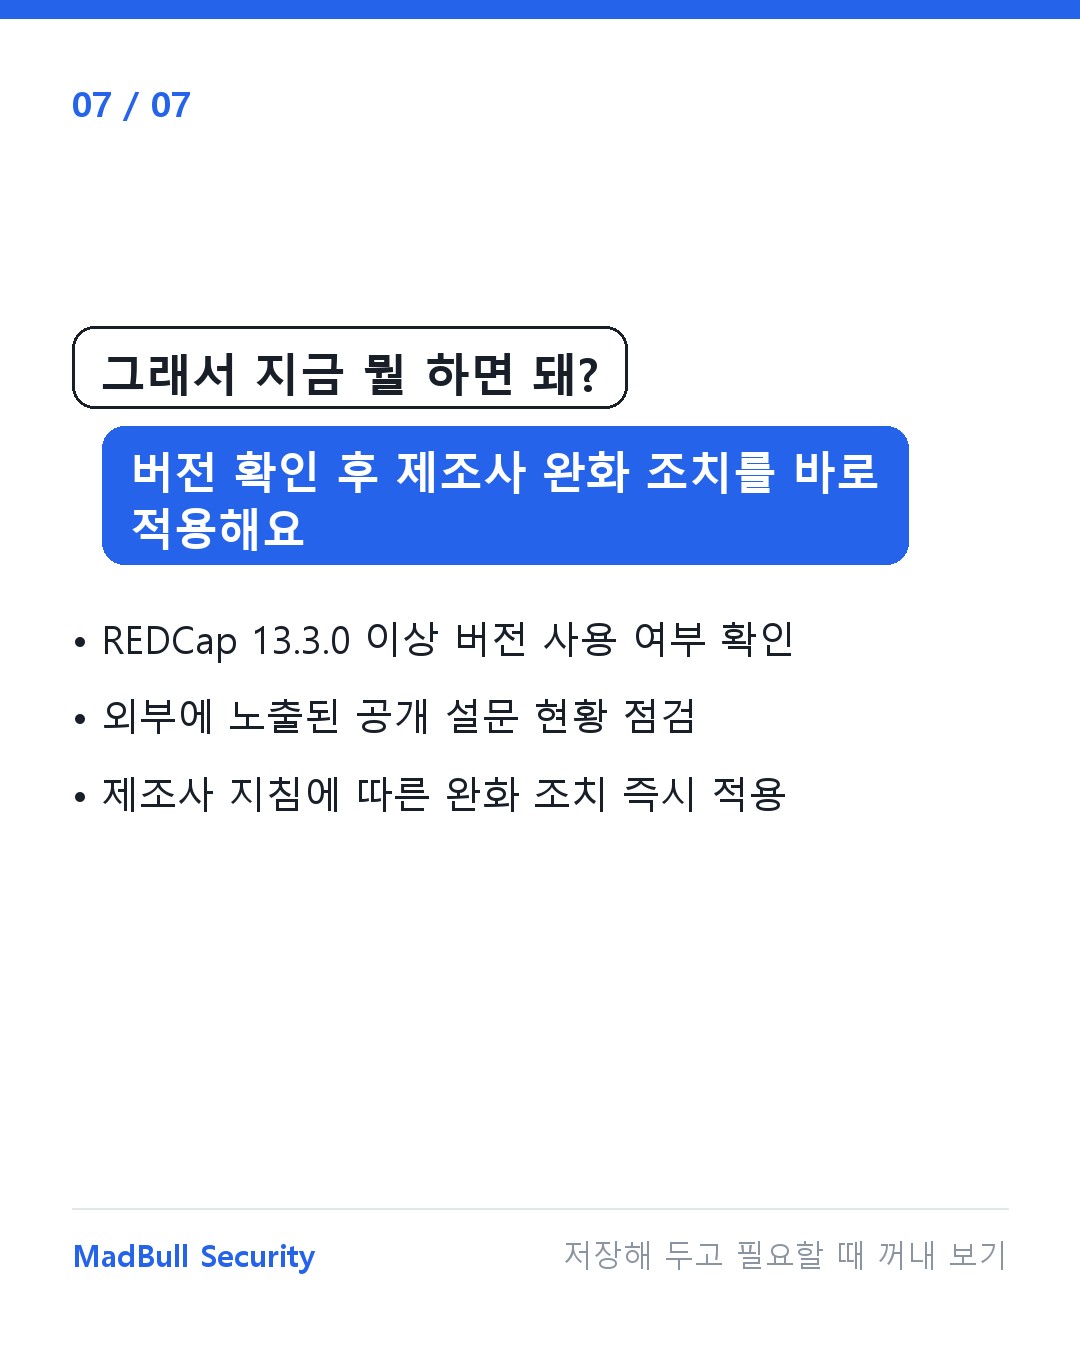 07 / 07
그래서 지금 뭘 하면 돼?
버전 확인 후 제조사 완화 조치를 바로
적용해요
• REDCap 13.3.0 이상 버전 사용 여부 확인
• 외부에 노출된 공개 설문 현황 점검
• 제조사 지침에 따른 완화 조치 즉시 적용
MadBull Security
저장해 두고 필요할 때 꺼내 보기